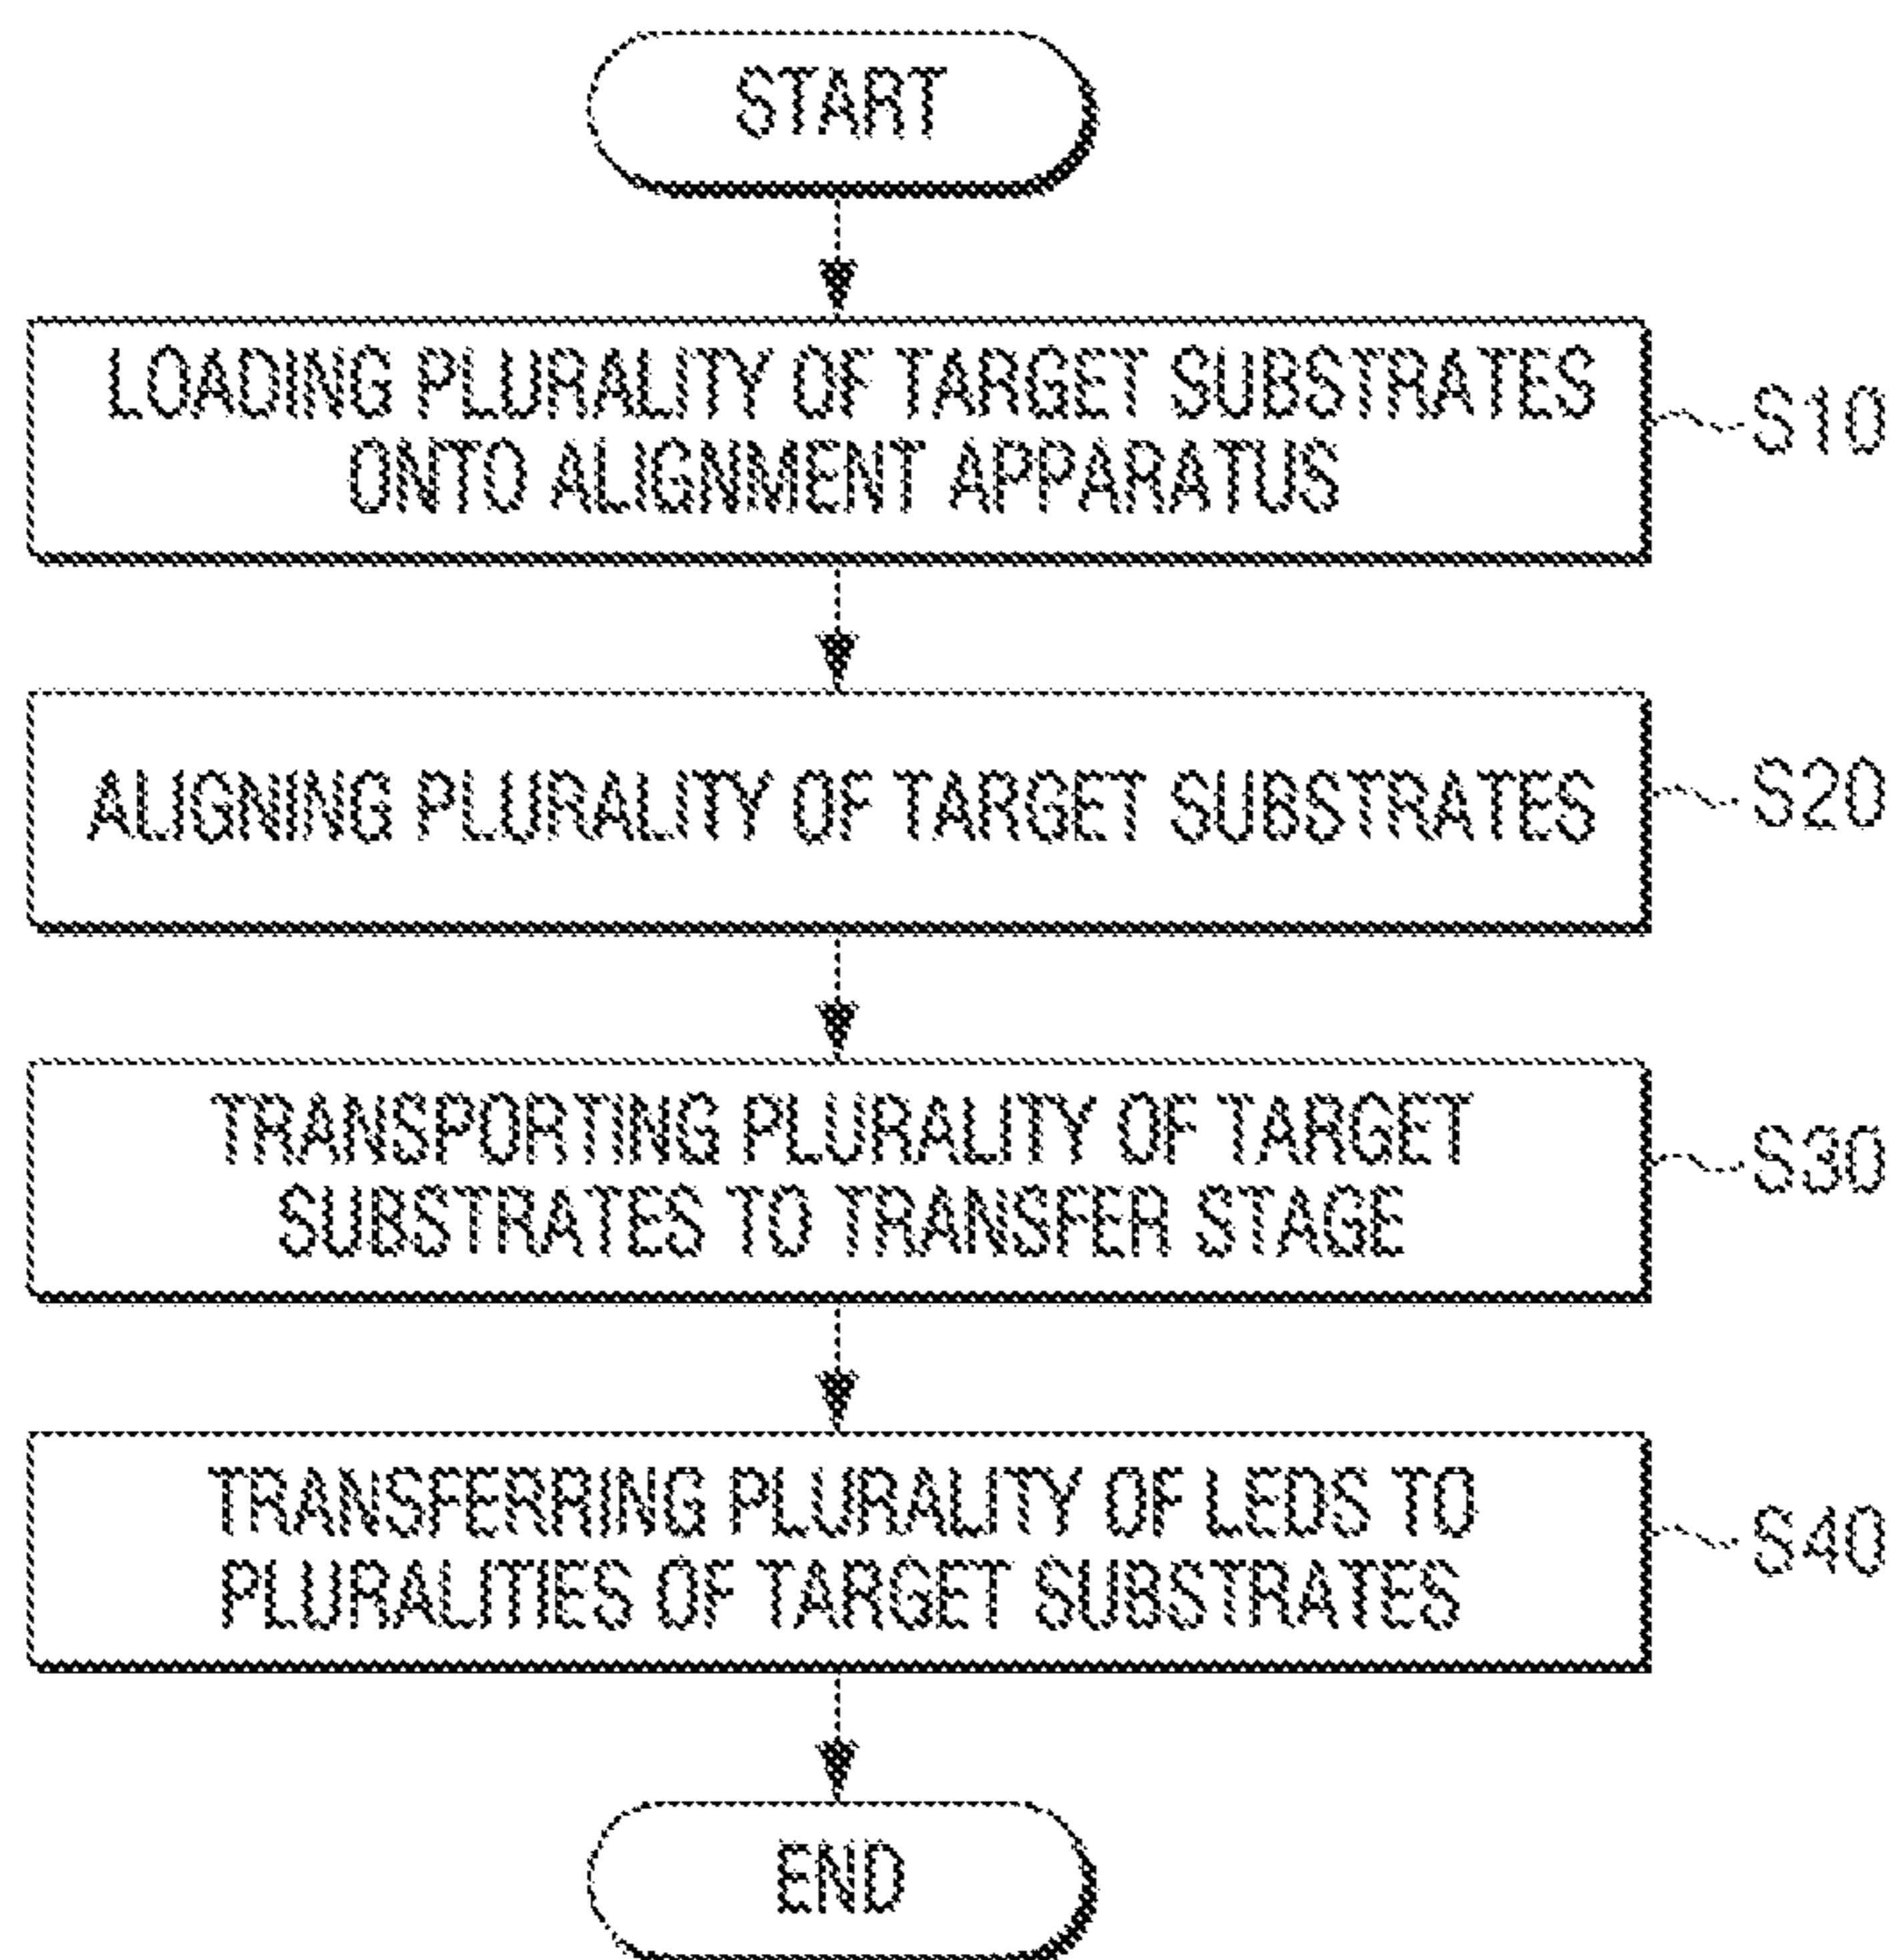 START
LOADING PLURALITY OF TARGET SUBSTRATES
ONTO ALIGNMENT APPARATUS
S10
ALIGNING PLURALITY OF TARGET SUBSTRATES
S20
TRANSPORTING PLURALITY OF TARGET
SUBSTRATES TO TRANSFER STAGE
S30
TRANSFERRING PLURALITY OF LEDS TO
PLURALITIES OF TARGET SUBSTRATES
S40
END